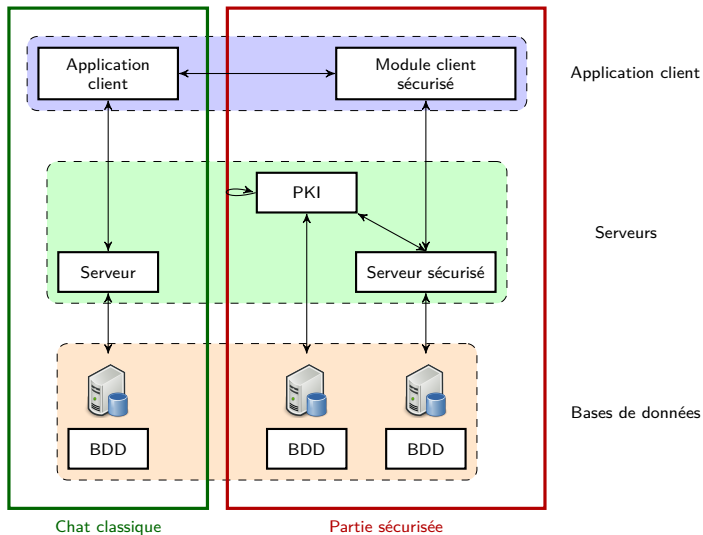 Application
client
Module client
sécurisé
Application client
PKI
Serveurs
Serveur
Serveur sécurisé
Bases de données
BDD
BDD
BDD
Chat classique
Partie sécurisée